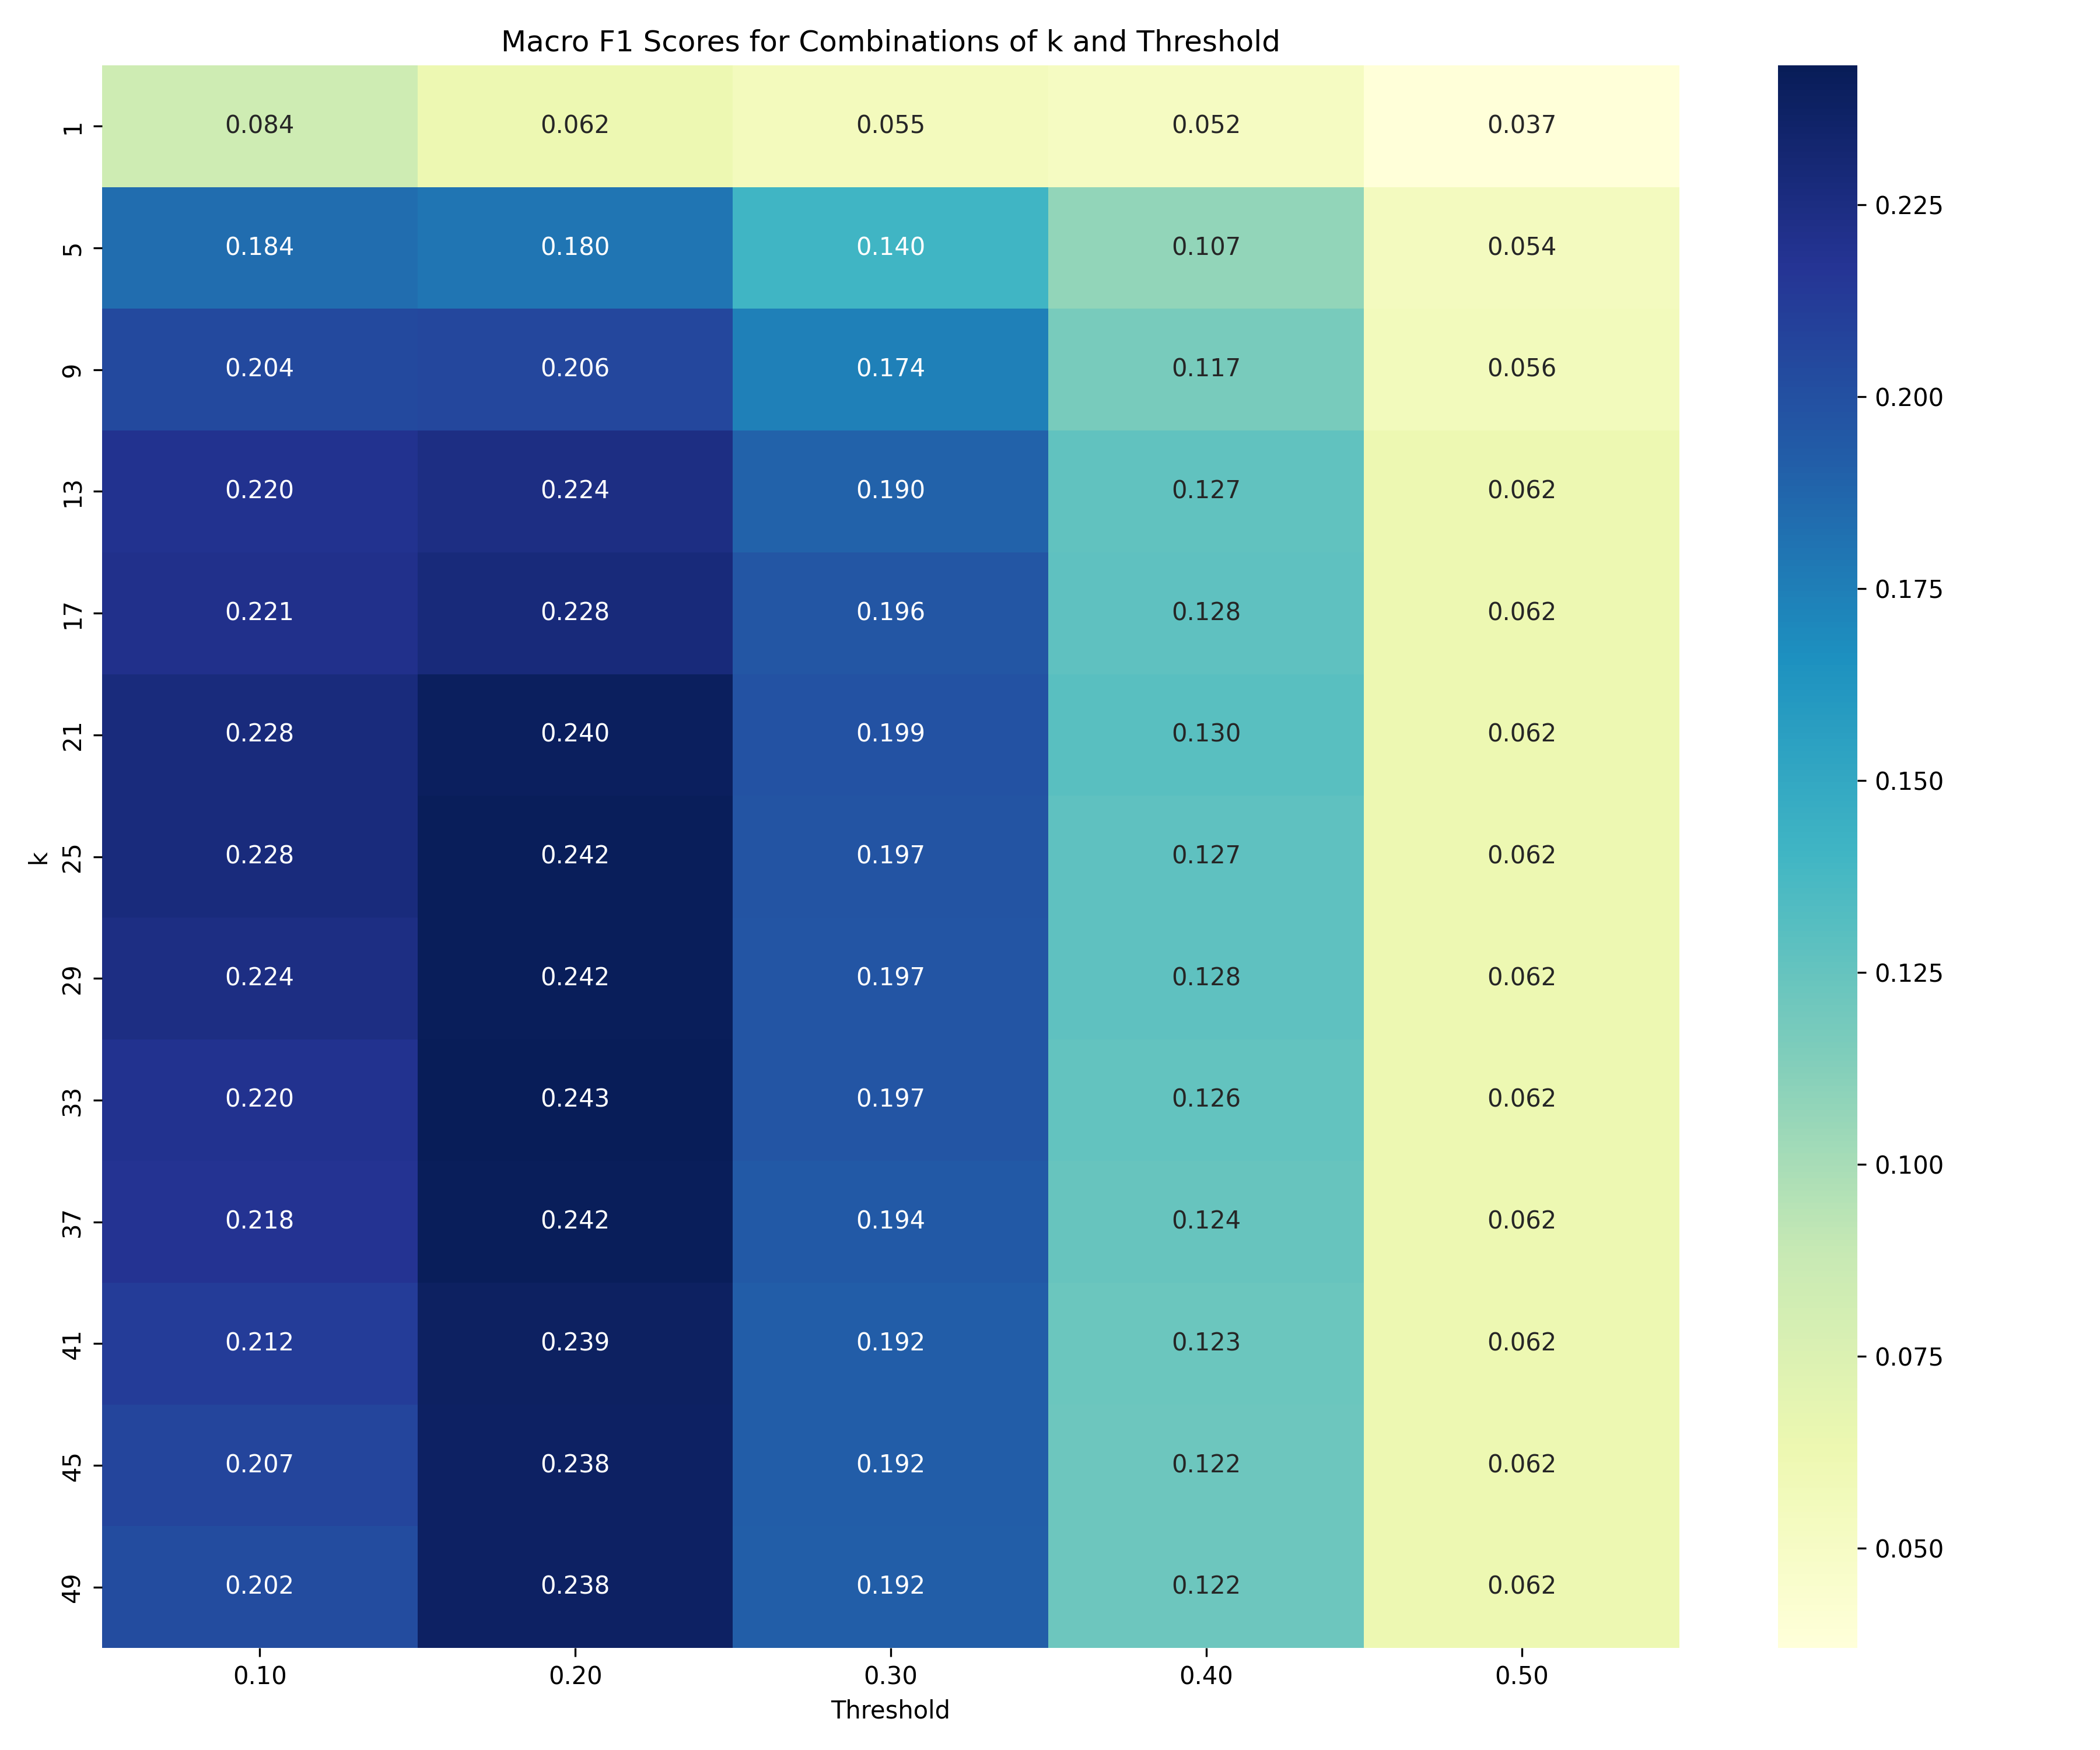 Macro F1 Scores for Combinations of k and Threshold
1 0.084 0.062 0.055 0.052 0.037
5 0.184 0.180 0.140 0.107 0.054
9 0.204 0.206 0.174 0.117 0.056
13 0.220 0.224 0.190 0.127 0.062
17 0.221 0.228 0.196 0.128 0.062
21 0.228 0.240 0.199 0.130 0.062
25 0.228 0.242 0.197 0.127 0.062
29 0.224 0.242 0.197 0.128 0.062
33 0.220 0.243 0.197 0.126 0.062
37 0.218 0.242 0.194 0.124 0.062
41 0.212 0.239 0.192 0.123 0.062
45 0.207 0.238 0.192 0.122 0.062
49 0.202 0.238 0.192 0.122 0.062
k
0.10 0.20 0.30 0.40 0.50
Threshold
0.225
0.200
0.175
0.150
0.125
0.100
0.075
0.050